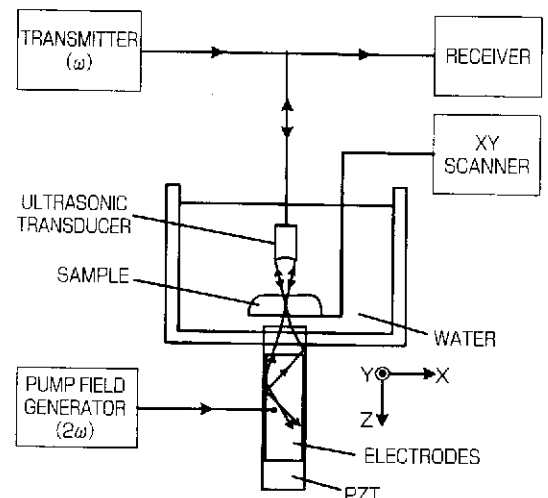 TRANSMITTER
(ω)
RECEIVER
XY
SCANNER
ULTRASONIC
TRANSDUCER
SAMPLE
WATER
PUMP FIELD
GENERATOR
(2ω)
Y
X
Z
ELECTRODES
PZT